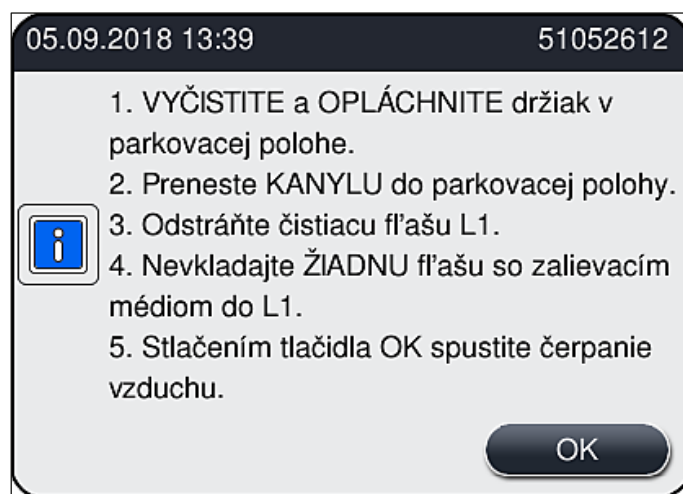 05.09.2018 13:39 51052612
1. VYČISTITE a OPLÁCHNITE držiak v
parkovacej polohe.
2. Preneste KANYLU do parkovacej polohy.
3. Odstráňte čistiacu fľašu L1.
4. Nevkladajte ŽIADNU fľašu so zalievacím
médiom do L1.
5. Stlačením tlačidla OK spustite čerpanie
vzduchu.
OK